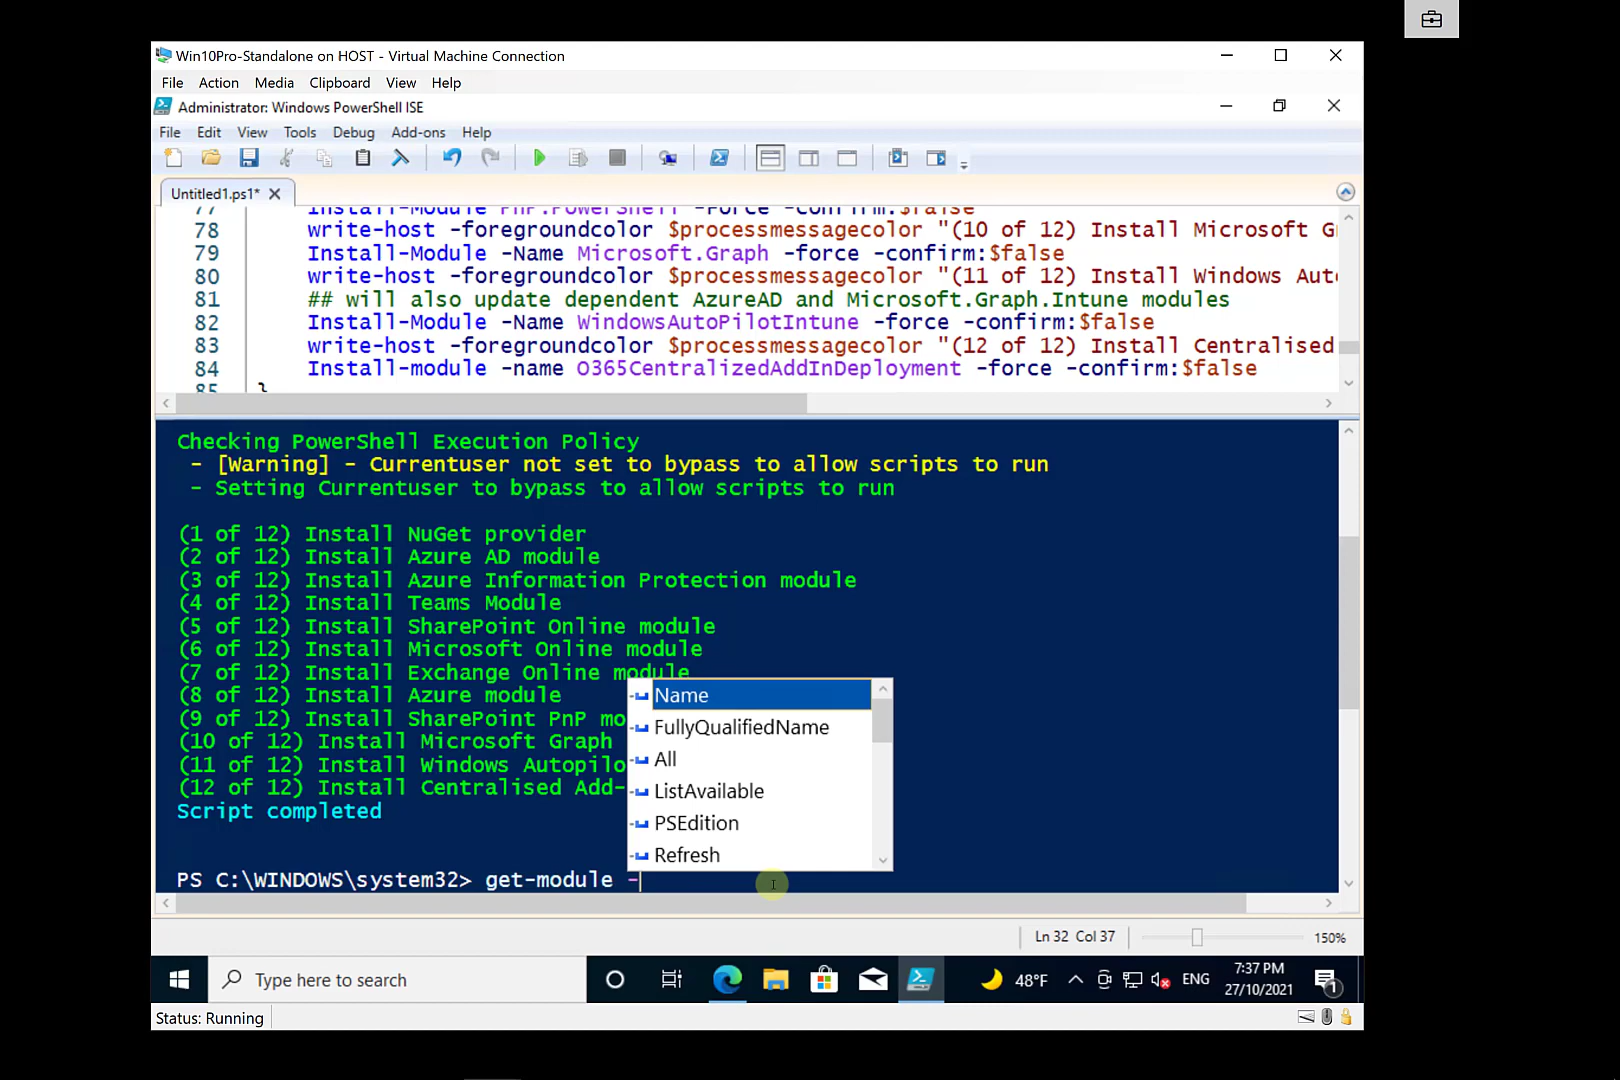 Win10Pro-Standalone on HOST - Virtual Machine Connection
File Action Media Clipboard View Help
Administrator: Windows PowerShell ISE
File Edit View Tools Debug Add-ons Help
Untitled1.ps1*
77 Install-Module PnP.PowerShell -Force -Confirm:$false
78 write-host -foregroundcolor $processmessagecolor "(10 of 12) Install Microsoft G
79 Install-Module -Name Microsoft.Graph -force -confirm:$false
80 write-host -foregroundcolor $processmessagecolor "(11 of 12) Install Windows Aut
81 ## will also update dependent AzureAD and Microsoft.Graph.Intune modules
82 Install-Module -Name WindowsAutoPilotIntune -force -confirm:$false
83 write-host -foregroundcolor $processmessagecolor "(12 of 12) Install Centralised
84 Install-module -name O365CentralizedAddInDeployment -force -confirm:$false
85 }
Checking PowerShell Execution Policy
- [Warning] - Currentuser not set to bypass to allow scripts to run
- Setting Currentuser to bypass to allow scripts to run
(1 of 12) Install NuGet provider
(2 of 12) Install Azure AD module
(3 of 12) Install Azure Information Protection module
(4 of 12) Install Teams Module
(5 of 12) Install SharePoint Online module
(6 of 12) Install Microsoft Online module
(7 of 12) Install Exchange Online module
(8 of 12) Install Azure module
(9 of 12) Install SharePoint PnP mo
(10 of 12) Install Microsoft Graph
(11 of 12) Install Windows Autopilo
(12 of 12) Install Centralised Add-
Script completed
Name
FullyQualifiedName
All
ListAvailable
PSEdition
Refresh
PS C:\WINDOWS\system32> get-module -
Ln 32 Col 37 150%
Type here to search
48°F ENG 7:37 PM
27/10/2021
1
Status: Running